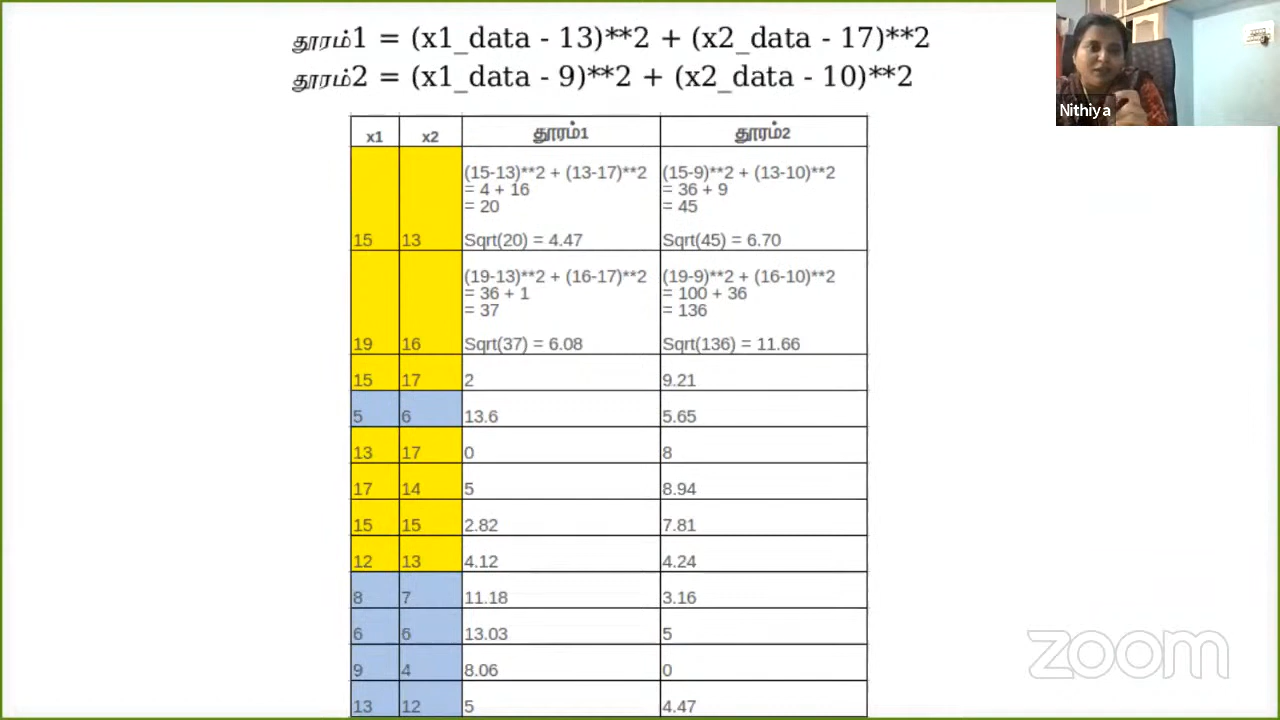 தூரம்1 = (x1_data - 13)**2 + (x2_data - 17)**2
தூரம்2 = (x1_data - 9)**2 + (x2_data - 10)**2
Nithiya
x1 x2 தூரம்1 தூரம்2
(15-13)**2 + (13-17)**2 (15-9)**2 + (13-10)**2
= 4 + 16 = 36 + 9
= 20 = 45
15 13 Sqrt(20) = 4.47 Sqrt(45) = 6.70
(19-13)**2 + (16-17)**2 (19-9)**2 + (16-10)**2
= 36 + 1 = 100 + 36
= 37 = 136
19 16 Sqrt(37) = 6.08 Sqrt(136) = 11.66
15 17 2 9.21
5 6 13.6 5.65
13 17 0 8
17 14 5 8.94
15 15 2.82 7.81
12 13 4.12 4.24
8 7 11.18 3.16
6 6 13.03 5
9 4 8.06 0
13 12 5 4.47
zoom